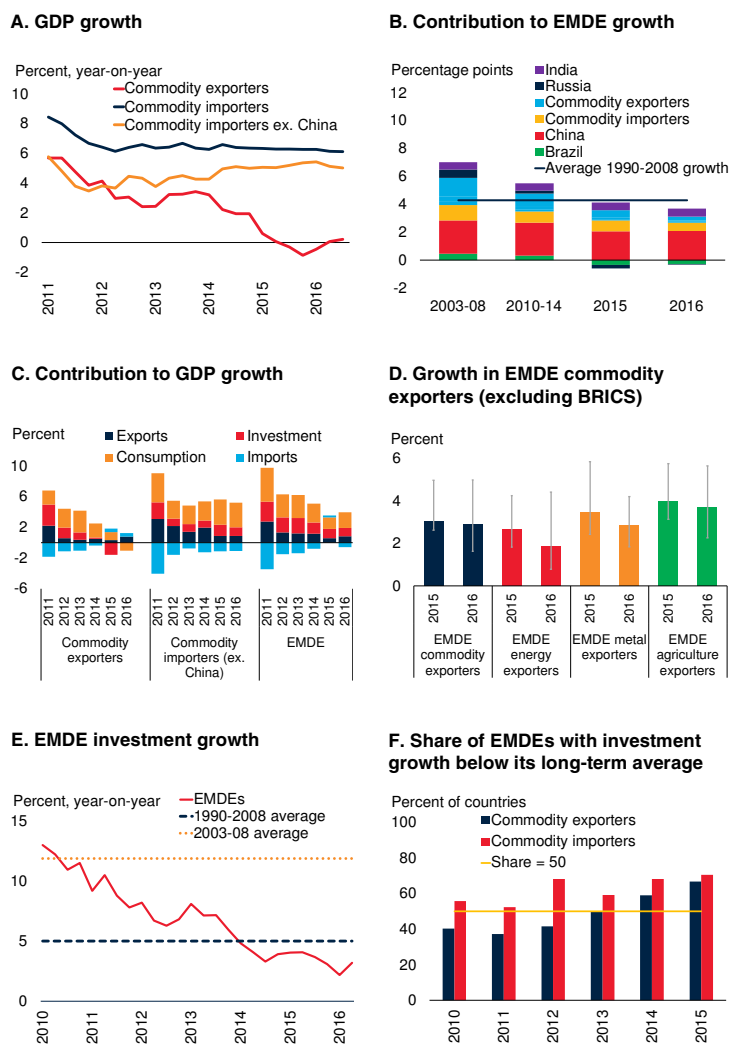 A. GDP growth
Percent, year-on-year
Commodity exporters
Commodity importers
Commodity importers ex. China
10
8
6
4
2
0
-2
2011
2012
2013
2014
2015
2016
B. Contribution to EMDE growth
Percentage points
India
Russia
Commodity exporters
Commodity importers
China
Brazil
Average 1990-2008 growth
12
10
8
6
4
2
0
-2
2003-08
2010-14
2015
2016
C. Contribution to GDP growth
Percent
Exports
Investment
Consumption
Imports
10
6
2
-2
-6
2011
2012
2013
2014
2015
2016
2011
2012
2013
2014
2015
2016
2011
2012
2013
2014
2015
2016
Commodity
exporters
Commodity
importers (ex.
China)
EMDE
D. Growth in EMDE commodity
exporters (excluding BRICS)
Percent
6
4
2
0
2015
2016
2015
2016
2015
2016
2015
2016
EMDE
commodity
exporters
EMDE
energy
exporters
EMDE metal
exporters
EMDE
agriculture
exporters
E. EMDE investment growth
Percent, year-on-year
EMDEs
1990-2008 average
2003-08 average
15
10
5
0
2010
2011
2012
2013
2014
2015
2016
F. Share of EMDEs with investment
growth below its long-term average
Percent of countries
Commodity exporters
Commodity importers
Share = 50
100
80
60
40
20
0
2010
2011
2012
2013
2014
2015